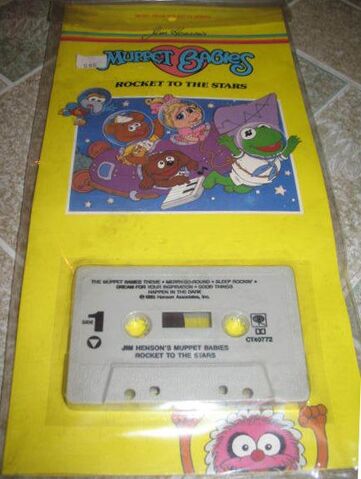 Jim Henson's
MUPPET BABIES
ROCKET TO THE STARS
THE MUPPET BABIES THEME • MERRY-GO-ROUND • SLEEP ROCKIN' •
DREAM FOR YOUR INSPIRATION • GOOD THINGS
HAPPEN IN THE DARK
© 1985 Henson Associates, Inc.
SIDE 1
CT40772
JIM HENSON'S MUPPET BABIES
ROCKET TO THE STARS